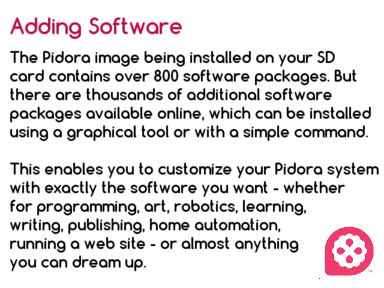 Adding Software
The Pidora image being installed on your SD
card contains over 800 software packages. But
there are thousands of additional software
packages available online, which can be installed
using a graphical tool or with a simple command.
This enables you to customize your Pidora system
with exactly the software you want - whether
for programming, art, robotics, learning,
writing, publishing, home automation,
running a web site - or almost anything
you can dream up.